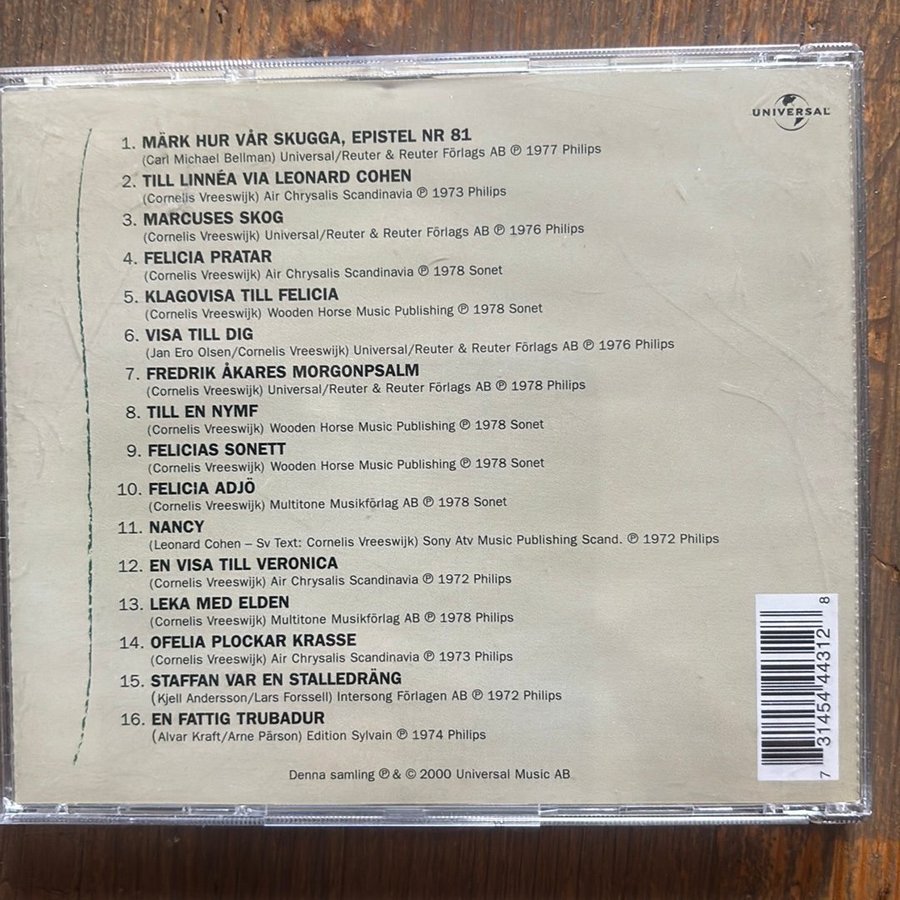 UNIVERSAL
1. MÄRK HUR VÅR SKUGGA, EPISTEL NR 81
(Carl Michael Bellman) Universal/Reuter & Reuter Förlags AB ℗ 1977 Philips
2. TILL LINNÉA VIA LEONARD COHEN
(Cornelis Vreeswijk) Air Chrysalis Scandinavia ℗ 1973 Philips
3. MARCUSES SKOG
(Cornelis Vreeswijk) Universal/Reuter & Reuter Förlags AB ℗ 1976 Philips
4. FELICIA PRATAR
(Cornelis Vreeswijk) Air Chrysalis Scandinavia ℗ 1978 Sonet
5. KLAGOVISA TILL FELICIA
(Cornelis Vreeswijk) Wooden Horse Music Publishing ℗ 1978 Sonet
6. VISA TILL DIG
(Jan Ero Olsen/Cornelis Vreeswijk) Universal/Reuter & Reuter Förlags AB ℗ 1976 Philips
7. FREDRIK ÅKARES MORGONPSALM
(Cornelis Vreeswijk) Universal/Reuter & Reuter Förlags AB ℗ 1978 Philips
8. TILL EN NYMF
(Cornelis Vreeswijk) Wooden Horse Music Publishing ℗ 1978 Sonet
9. FELICIAS SONETT
(Cornelis Vreeswijk) Wooden Horse Music Publishing ℗ 1978 Sonet
10. FELICIA ADJÖ
(Cornelis Vreeswijk) Multitone Musikförlag AB ℗ 1978 Sonet
11. NANCY
(Leonard Cohen – Sv Text: Cornelis Vreeswijk) Sony Atv Music Publishing Scand. ℗ 1972 Philips
12. EN VISA TILL VERONICA
(Cornelis Vreeswijk) Air Chrysalis Scandinavia ℗ 1972 Philips
13. LEKA MED ELDEN
(Cornelis Vreeswijk) Multitone Musikförlag AB ℗ 1978 Philips
14. OFELIA PLOCKAR KRASSE
(Cornelis Vreeswijk) Air Chrysalis Scandinavia ℗ 1973 Philips
15. STAFFAN VAR EN STALLEDRÄNG
(Kjell Andersson/Lars Forssell) Intersong Förlagen AB ℗ 1972 Philips
16. EN FATTIG TRUBADUR
(Alvar Kraft/Arne Pärson) Edition Sylvain ℗ 1974 Philips
Denna samling ℗ & © 2000 Universal Music AB
7 31454 44312 8